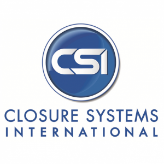 CSI
CLOSURE SYSTEMS
INTERNATIONAL